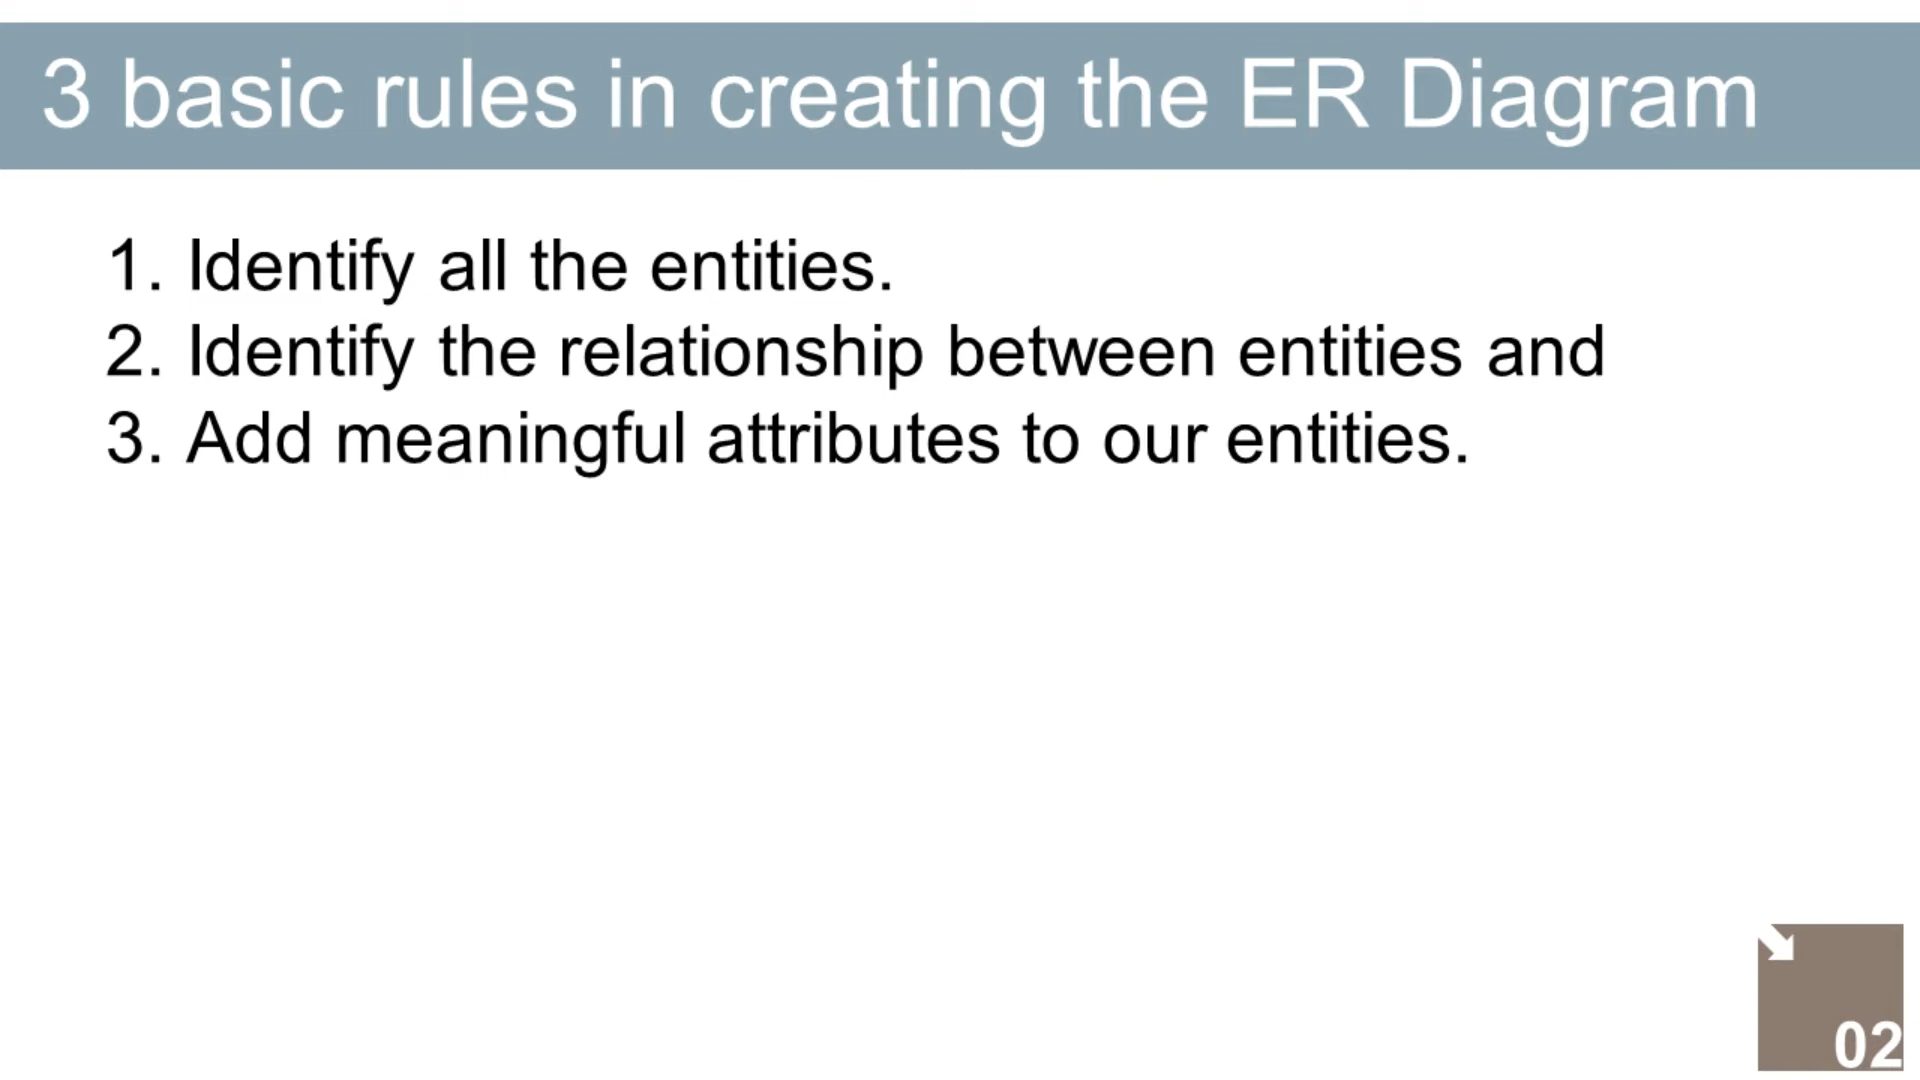 3 basic rules in creating the ER Diagram
1. Identify all the entities.
2. Identify the relationship between entities and
3. Add meaningful attributes to our entities.
02